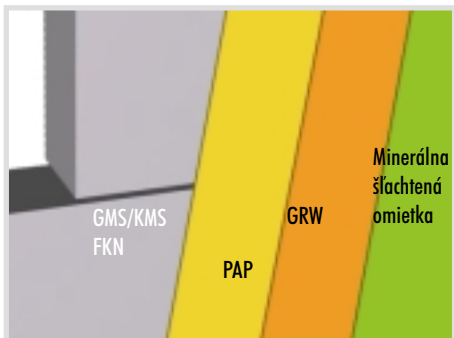 GMS/KMS
FKN
PAP
GRW
Minerálna
šľachtená
omietka